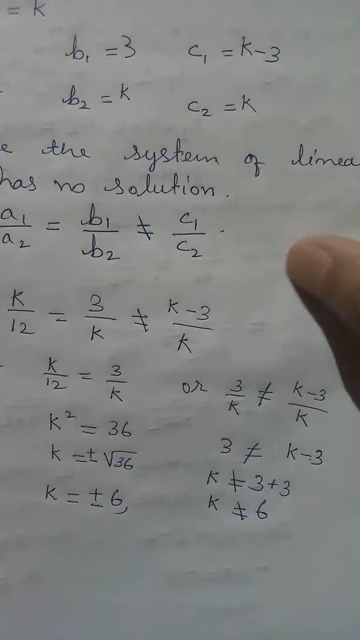 = K
b₁ = 3 c₁ = K-3
b₂ = K c₂ = K
the system of linea
has no solution.
a₁/a₂ = b₁/b₂ ≠ c₁/c₂.
K/12 = 3/K ≠ K-3/K
K/12 = 3/K or 3/K ≠ K-3/K
K² = 36 3 ≠ K-3
K = ±√36 K ≠ 3+3
K = ±6, K ≠ 6